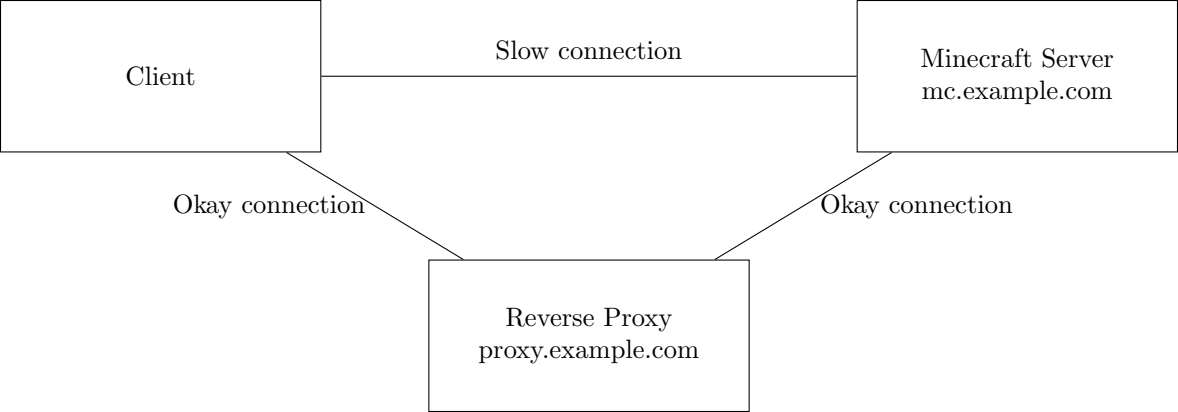 Slow connection
Client
Minecraft Server
mc.example.com
Okay connection
Okay connection
Reverse Proxy
proxy.example.com